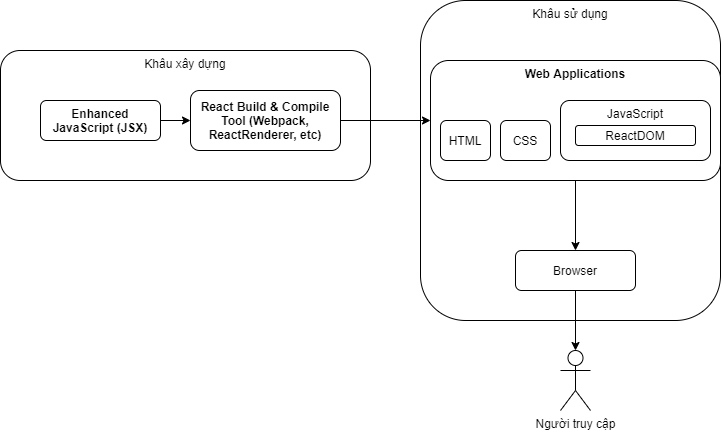 Khâu xây dựng
Enhanced
JavaScript (JSX)
React Build & Compile
Tool (Webpack,
ReactRenderer, etc)
Khâu sử dụng
Web Applications
HTML
CSS
JavaScript
ReactDOM
Browser
Người truy cập